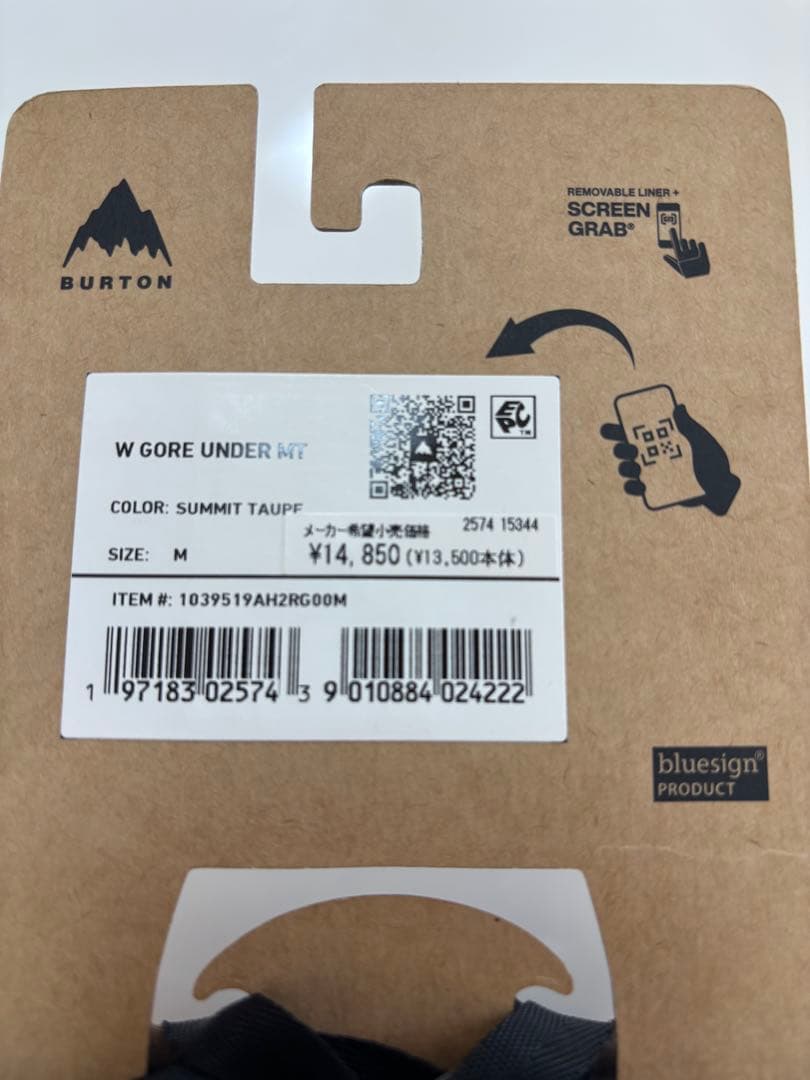 BURTON
REMOVABLE LINER +
SCREEN
GRAB®
W GORE UNDER MT
EPC™
COLOR: SUMMIT TAUPE
メーカー希望小売価格 2574 15344
SIZE: M ¥14,850(¥13,500本体)
ITEM #: 1039519AH2RG00M
1 97183 02574 3 9 010884 024222
bluesign®
PRODUCT